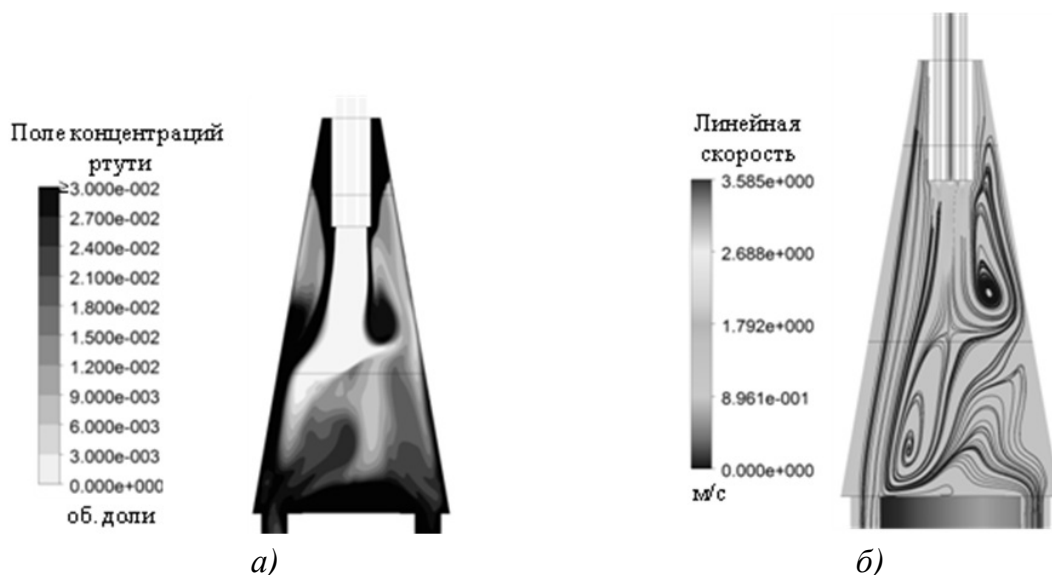 Поле концентраций
ртути
≥3.000e-002
2.700e-002
2.400e-002
2.100e-002
1.800e-002
1.500e-002
1.200e-002
9.000e-003
6.000e-003
3.000e-003
0.000e+000
об. доли
а)
Линейная
скорость
3.585e+000
2.688e+000
1.792e+000
8.961e-001
0.000e+000
м/с
б)